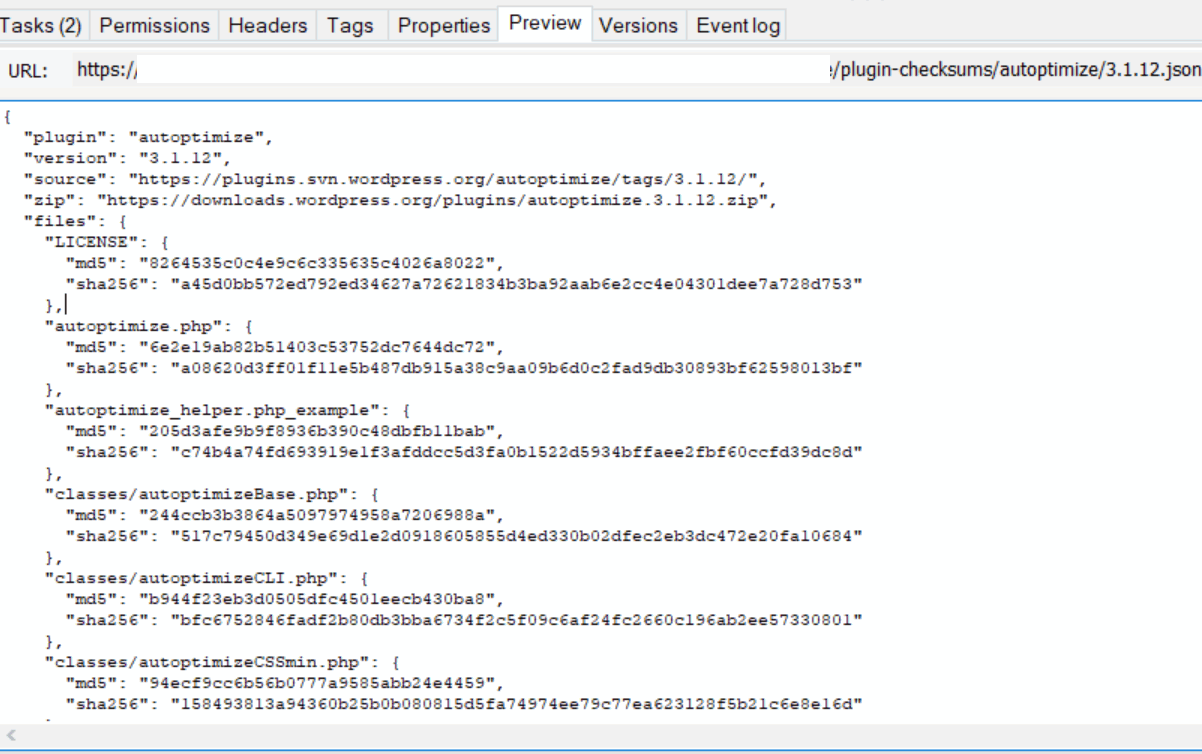 Tasks (2) Permissions Headers Tags Properties Preview Versions Event log
URL: https:/ /plugin-checksums/autoptimize/3.1.12.json
{
"plugin": "autoptimize",
"version": "3.1.12",
"source": "https://plugins.svn.wordpress.org/autoptimize/tags/3.1.12/",
"zip": "https://downloads.wordpress.org/plugins/autoptimize.3.1.12.zip",
"files": {
"LICENSE": {
"md5": "8264535c0c4e9c6c335635c4026a8022",
"sha256": "a45d0bb572ed792ed34627a72621834b3ba92aab6e2cc4e04301dee7a728d753"
},
"autoptimize.php": {
"md5": "6e2e19ab82b51403c53752dc7644dc72",
"sha256": "a08620d3ff01f11e5b487db915a38c9aa09b6d0c2fad9db30893bf62598013bf"
},
"autoptimize_helper.php_example": {
"md5": "205d3afe9b9f8936b390c48dbfb11bab",
"sha256": "c74b4a74fd693919e1f3afddcc5d3fa0b1522d5934bffaee2fbf60ccfd39dc8d"
},
"classes/autoptimizeBase.php": {
"md5": "244ccb3b3864a5097974958a7206988a",
"sha256": "517c79450d349e69d1e2d0918605855d4ed330b02dfec2eb3dc472e20fa10684"
},
"classes/autoptimizeCLI.php": {
"md5": "b944f23eb3d0505dfc4501eecb430ba8",
"sha256": "bfc6752846fadf2b80db3bba6734f2c5f09c6af24fc2660c196ab2ee57330801"
},
"classes/autoptimizeCSSmin.php": {
"md5": "94ecf9cc6b56b0777a9585abb24e4459",
"sha256": "158493813a94360b25b0b080815d5fa74974ee79c77ea623128f5b21c6e8e16d"